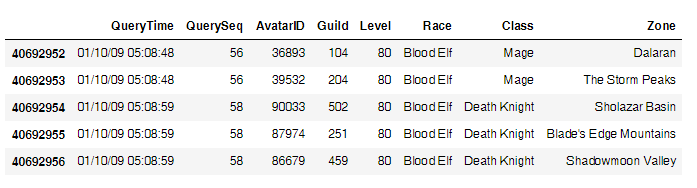 QueryTime QuerySeq AvatarID Guild Level Race Class Zone
40692952 01/10/09 05:08:48 56 36893 104 80 Blood Elf Mage Dalaran
40692953 01/10/09 05:08:48 56 39532 204 80 Blood Elf Mage The Storm Peaks
40692954 01/10/09 05:08:59 58 90033 502 80 Blood Elf Death Knight Sholazar Basin
40692955 01/10/09 05:08:59 58 87974 251 80 Blood Elf Death Knight Blade's Edge Mountains
40692956 01/10/09 05:08:59 58 86679 459 80 Blood Elf Death Knight Shadowmoon Valley